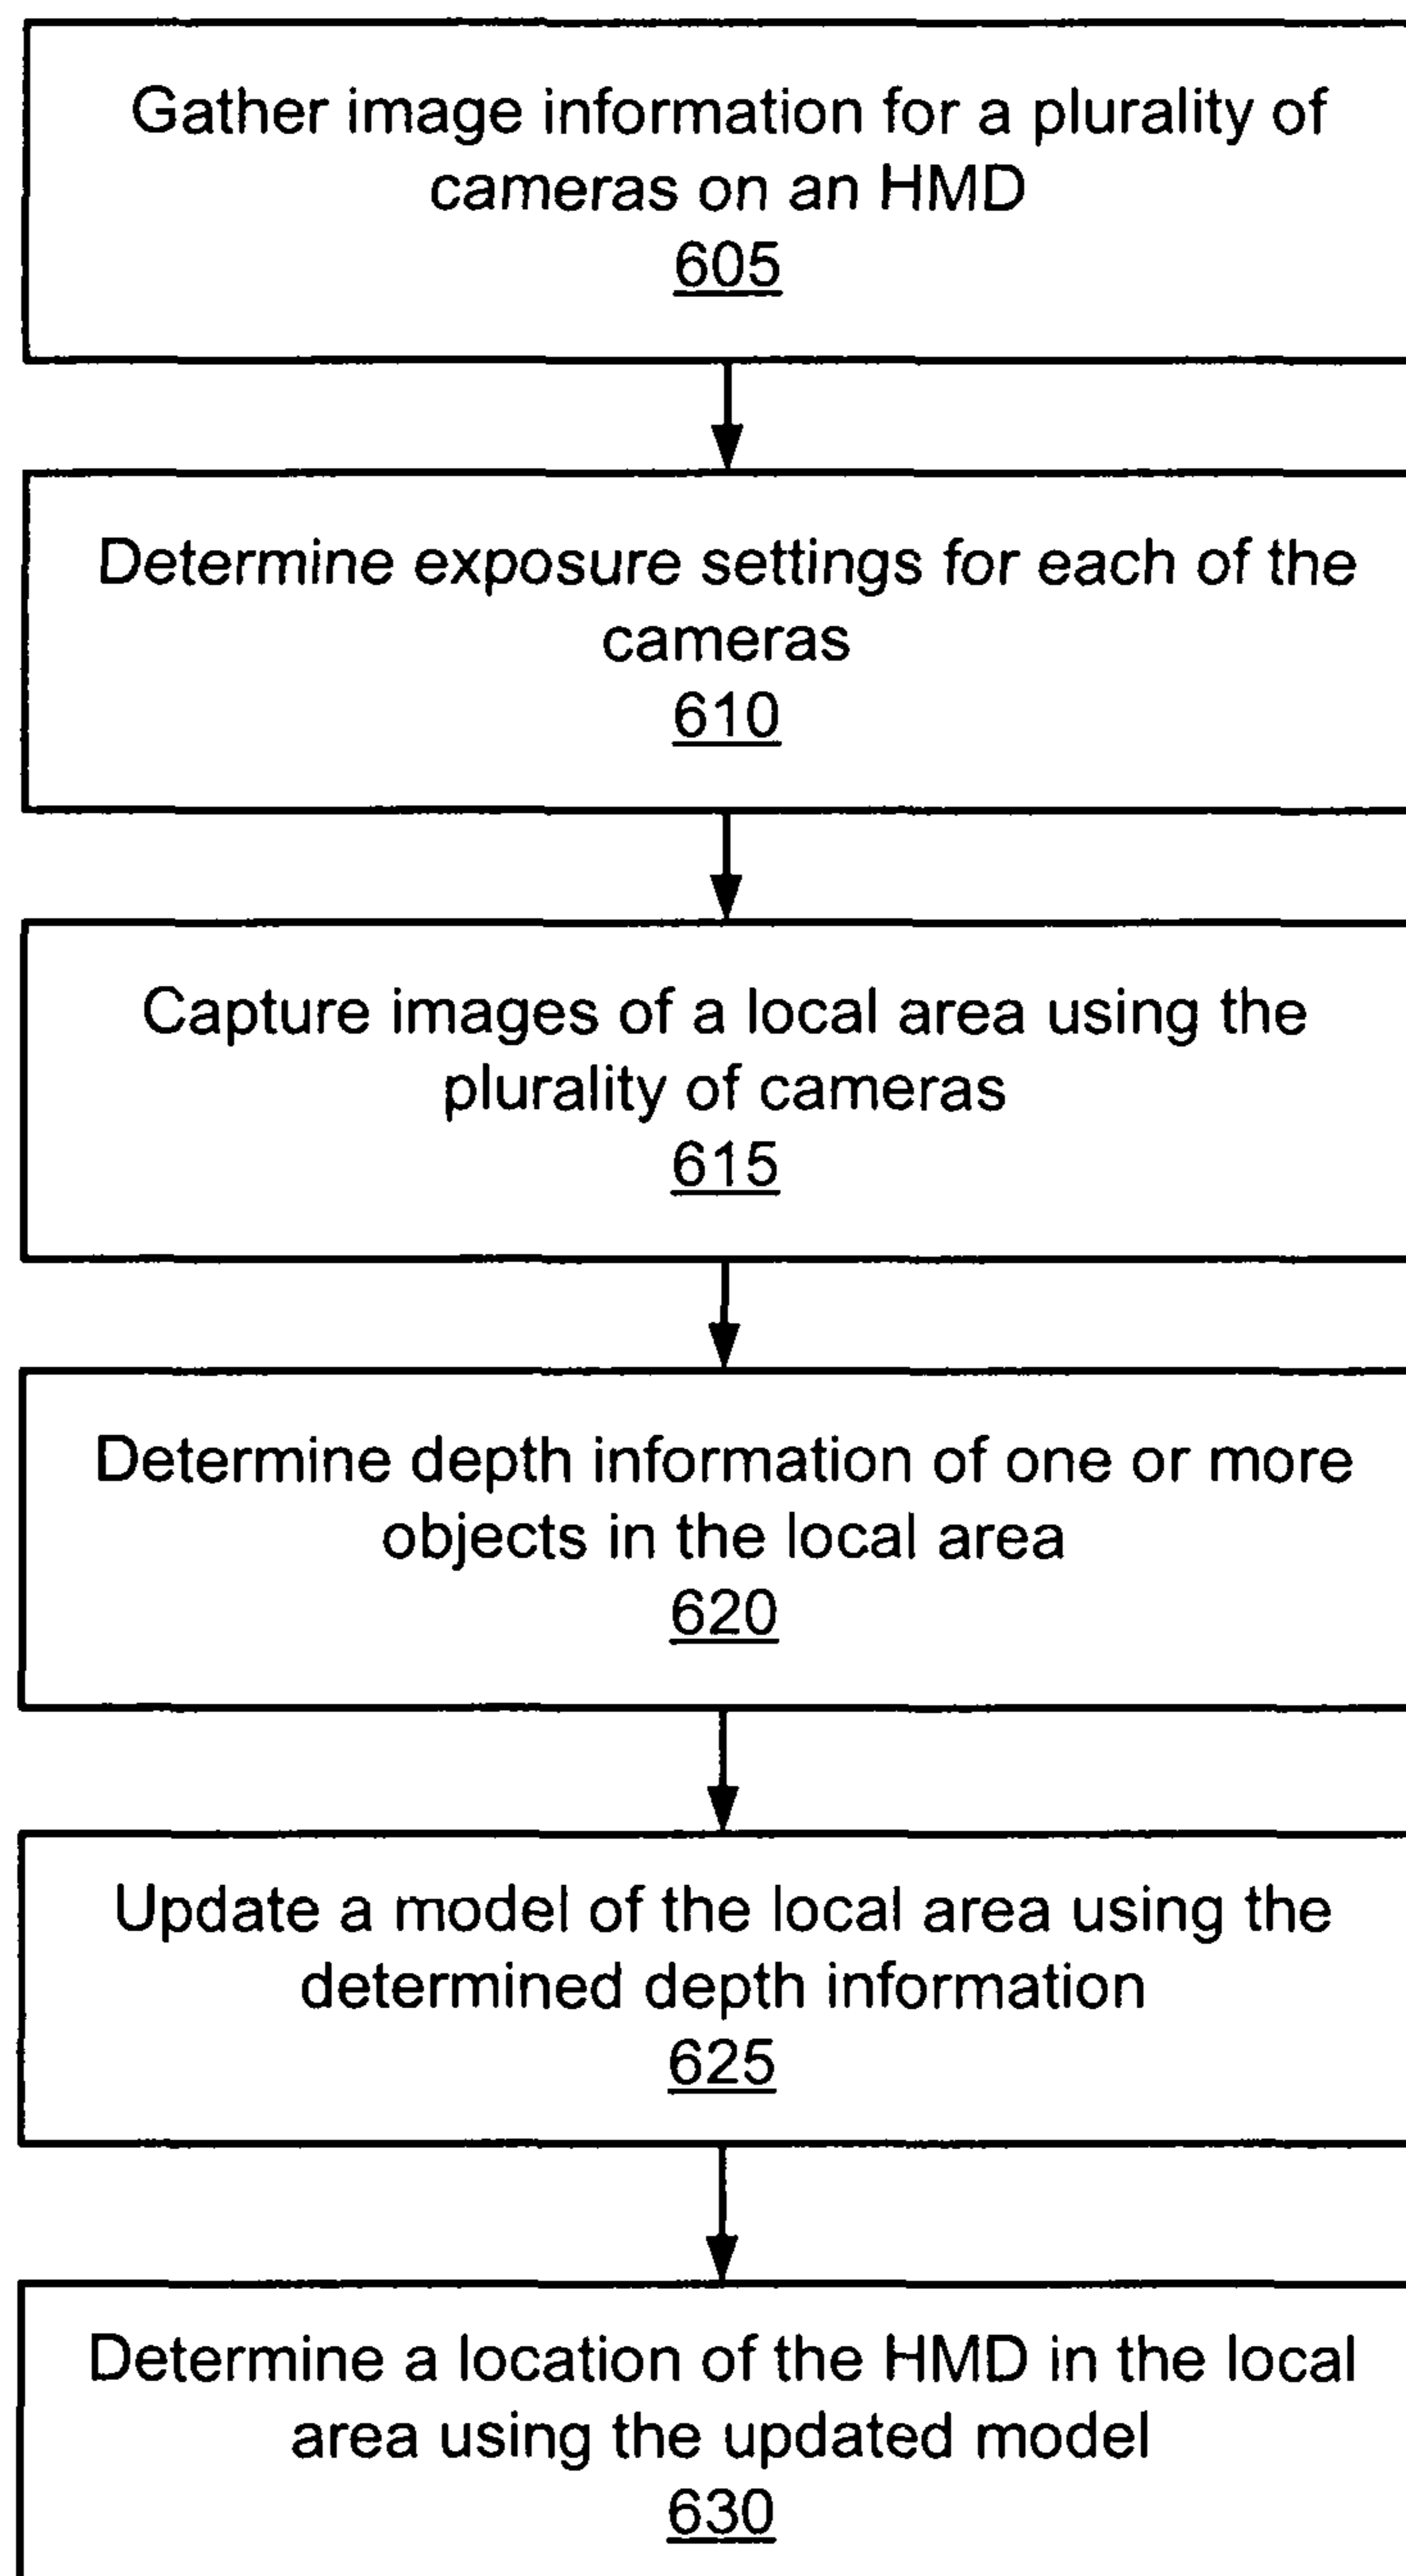 Gather image information for a plurality of
cameras on an HMD
605
Determine exposure settings for each of the
cameras
610
Capture images of a local area using the
plurality of cameras
615
Determine depth information of one or more
objects in the local area
620
Update a model of the local area using the
determined depth information
625
Determine a location of the HMD in the local
area using the updated model
630